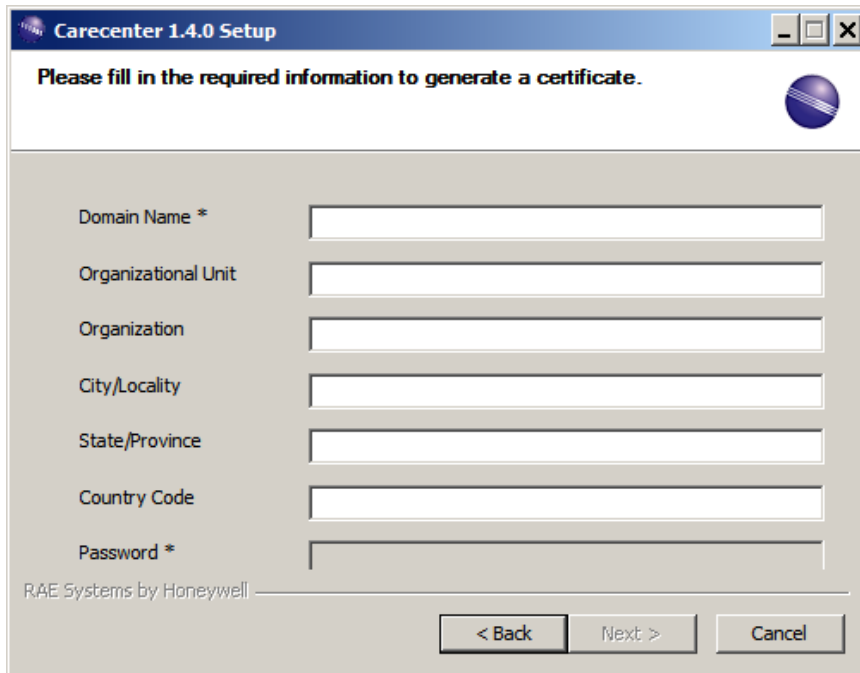 Carecenter 1.4.0 Setup
Please fill in the required information to generate a certificate.
Domain Name *
Organizational Unit
Organization
City/Locality
State/Province
Country Code
Password *
RAE Systems by Honeywell
< Back Next > Cancel